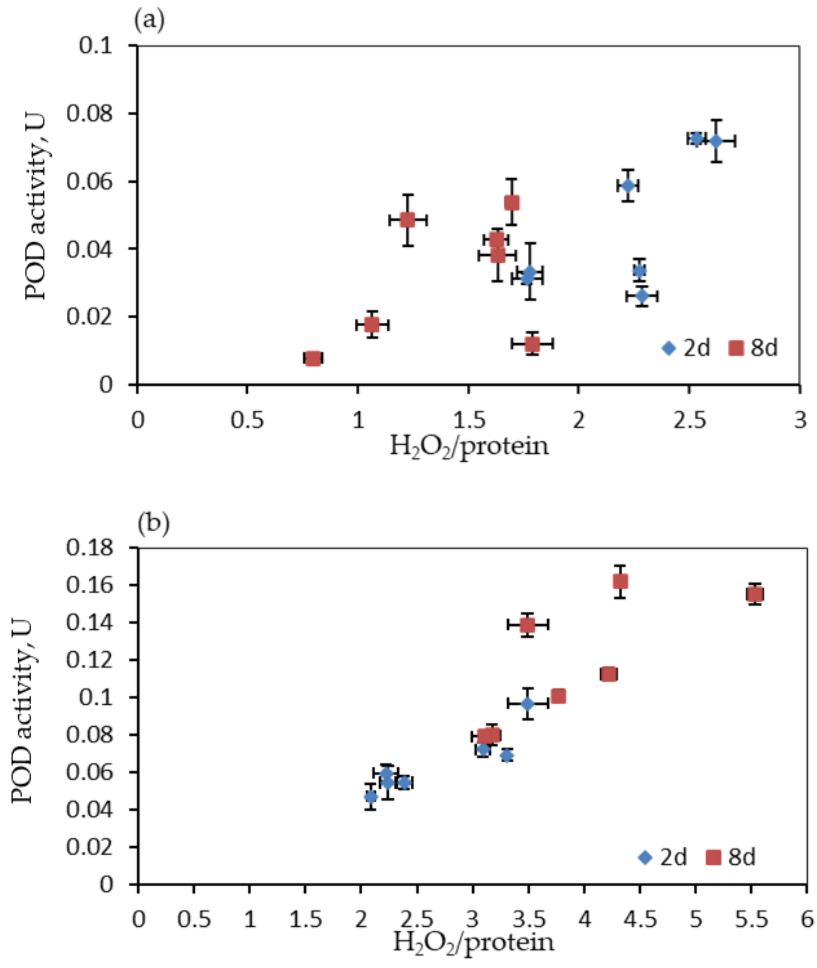 (a)
0.1
0.08
0.06
0.04
0.02
0
POD activity, U
2d 8d
0 0.5 1 1.5 2 2.5 3
H₂O₂/protein
(b)
0.18
0.16
0.14
0.12
0.1
0.08
0.06
0.04
0.02
0
POD activity, U
2d 8d
0 0.5 1 1.5 2 2.5 3 3.5 4 4.5 5 5.5 6
H₂O₂/protein